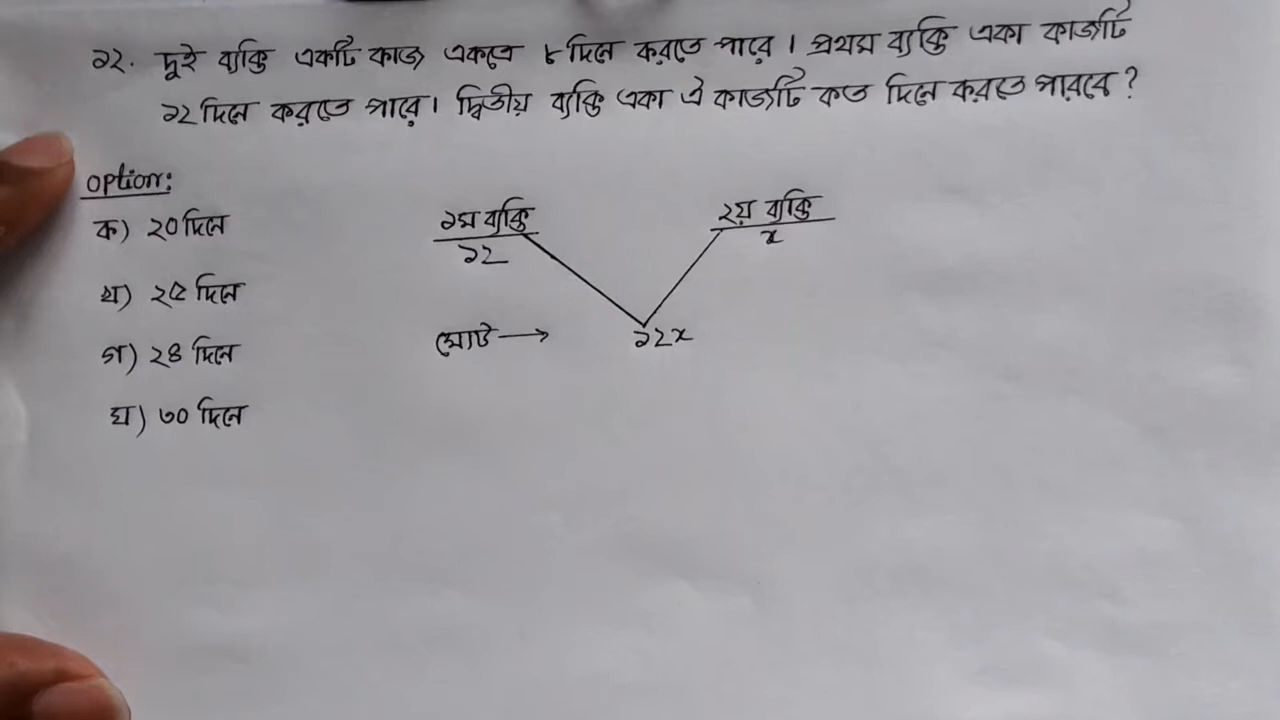 ১২. দুই ব্যক্তি একটি কাজ একত্রে ৮ দিনে করতে পারে। প্রথম ব্যক্তি একা কাজটি
১২ দিনে করতে পারে। দ্বিতীয় ব্যক্তি একা ঐ কাজটি কত দিনে করতে পারবে?
option:
ক) ২০ দিনে
খ) ২৫ দিনে
গ) ২৪ দিনে
ঘ) ৩০ দিনে
১ম ব্যক্তি ২য় ব্যক্তি
১২ x
মোট → ১২x